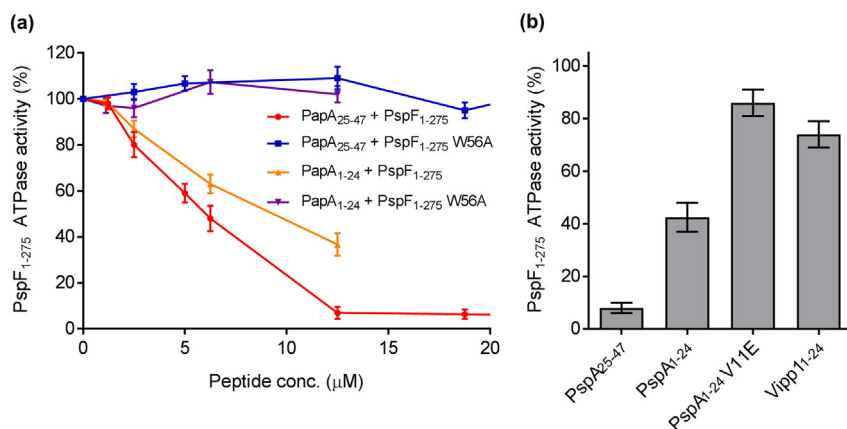 (a)
120
100
80
60
40
20
0
PspF1-275 ATPase activity (%)
0 5 10 15 20
Peptide conc. (μM)
PapA25-47 + PspF1-275
PapA25-47 + PspF1-275 W56A
PapA1-24 + PspF1-275
PapA1-24 + PspF1-275 W56A
(b)
100
80
60
40
20
0
PspF1-275 ATPase activity (%)
PspA25-47
PspA1-24
PspA1-24 V11E
Vipp11-24